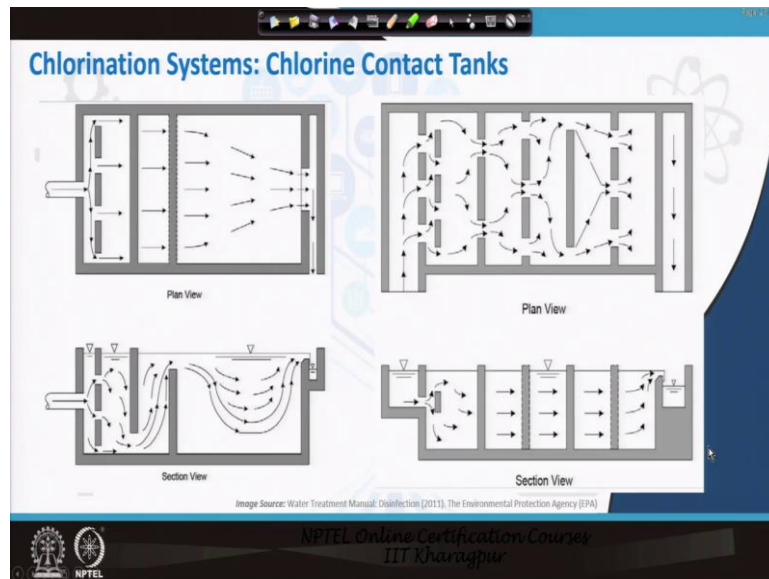 Chlorination Systems: Chlorine Contact Tanks
Plan View
Plan View
Section View
Section View
Image Source: Water Treatment Manual: Disinfection (2011). The Environmental Protection Agency (EPA)
NPTEL Online Certification Courses
IIT Kharagpur
NPTEL